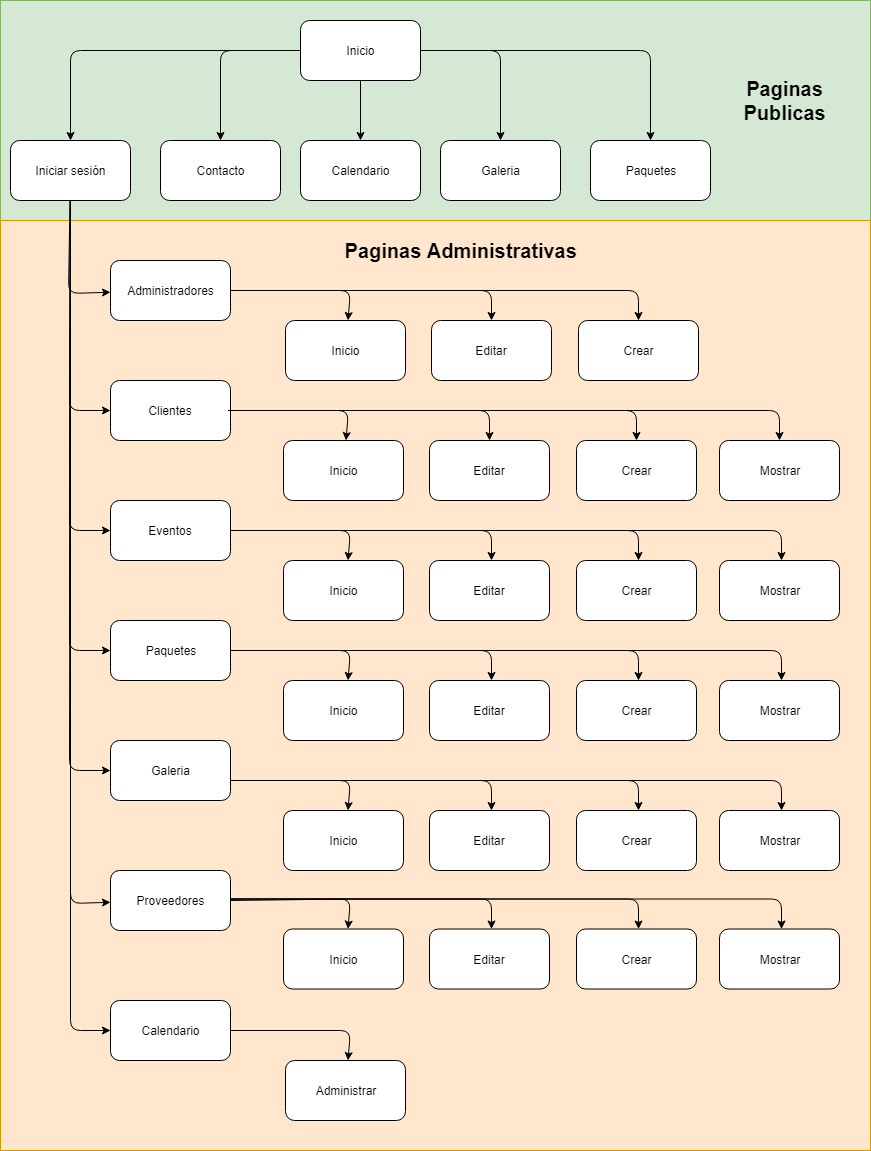 Inicio
Paginas
Publicas
Iniciar sesión
Contacto
Calendario
Galeria
Paquetes
Paginas Administrativas
Administradores
Inicio
Editar
Crear
Clientes
Inicio
Editar
Crear
Mostrar
Eventos
Inicio
Editar
Crear
Mostrar
Paquetes
Inicio
Editar
Crear
Mostrar
Galeria
Inicio
Editar
Crear
Mostrar
Proveedores
Inicio
Editar
Crear
Mostrar
Calendario
Administrar